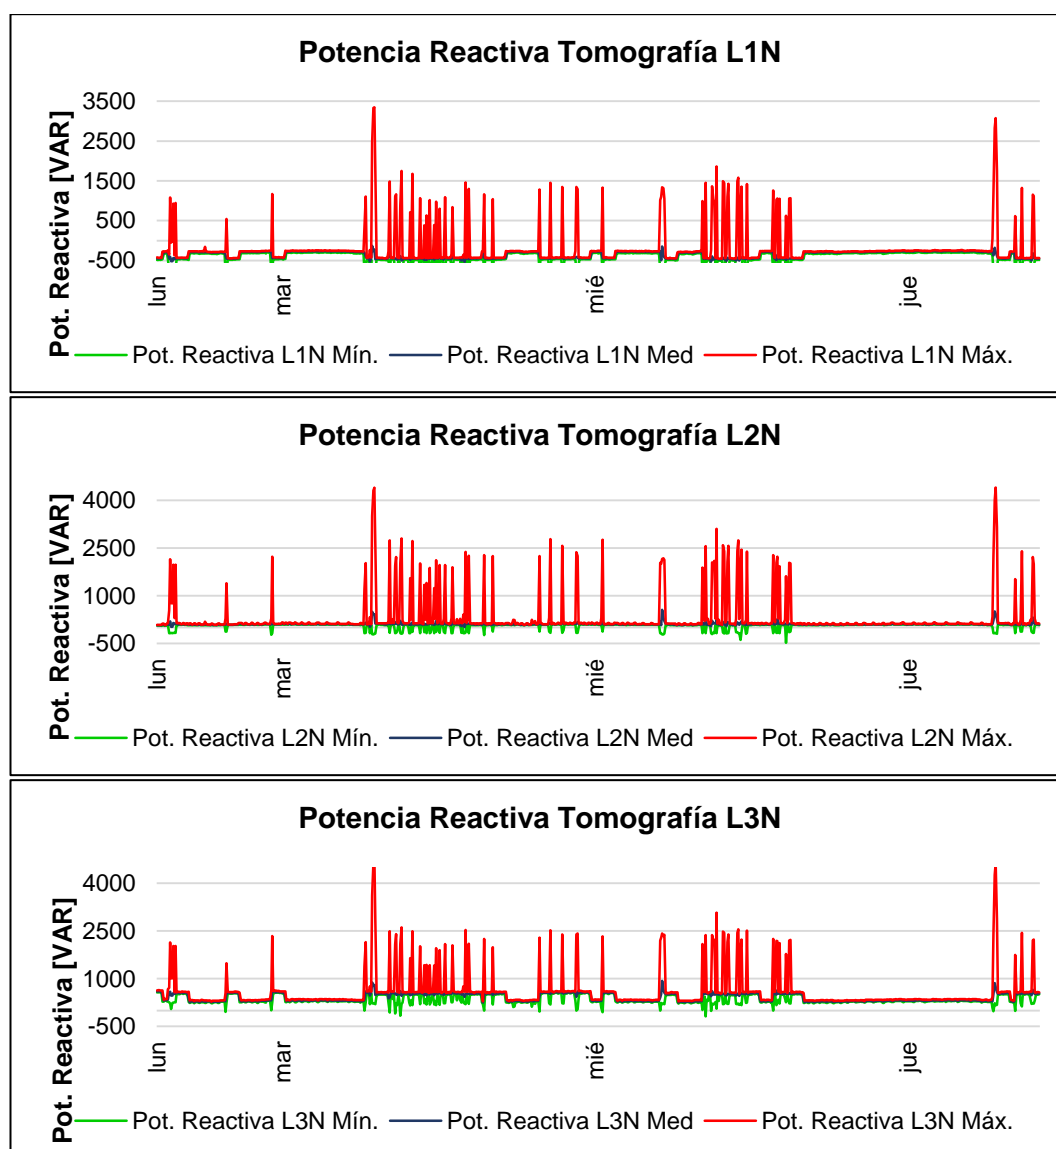 Potencia Reactiva Tomografía L1N
Pot. Reactiva [VAR]
3500
2500
1500
500
-500
lun
mar
mié
jue
Pot. Reactiva L1N Mín.
Pot. Reactiva L1N Med
Pot. Reactiva L1N Máx.
Potencia Reactiva Tomografía L2N
Pot. Reactiva [VAR]
4000
2500
1000
-500
lun
mar
mié
jue
Pot. Reactiva L2N Mín.
Pot. Reactiva L2N Med
Pot. Reactiva L2N Máx.
Potencia Reactiva Tomografía L3N
Pot. Reactiva [VAR]
4000
2500
1000
-500
lun
mar
mié
jue
Pot. Reactiva L3N Mín.
Pot. Reactiva L3N Med
Pot. Reactiva L3N Máx.